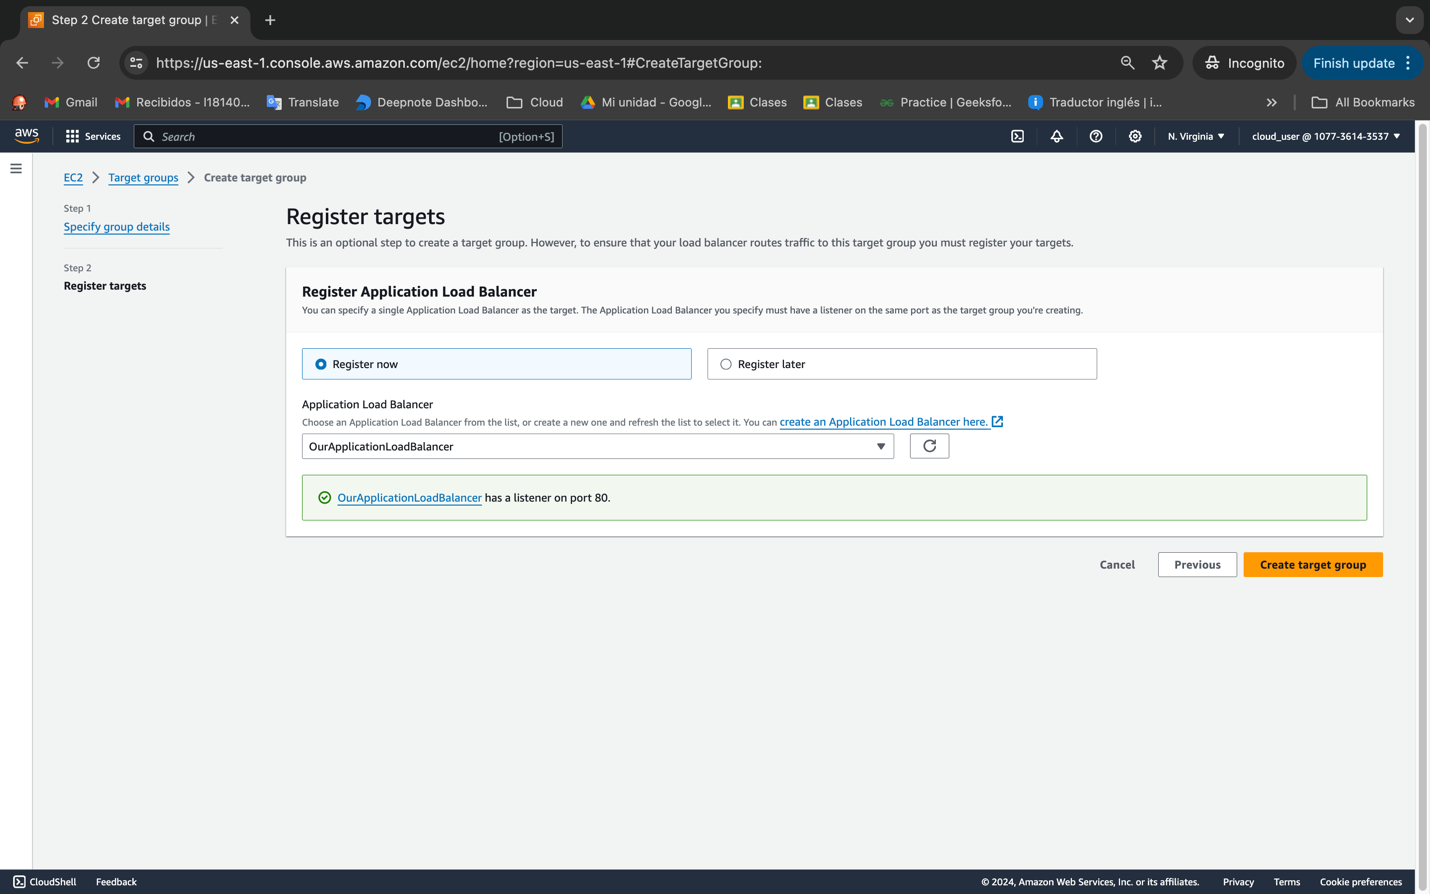 Step 2 Create target group | E
https://us-east-1.console.aws.amazon.com/ec2/home?region=us-east-1#CreateTargetGroup:
Incognito
Finish update
Gmail
Recibidos - l18140...
Translate
Deepnote Dashbo...
Cloud
Mi unidad - Googl...
Clases
Clases
Practice | Geeksfo...
Traductor inglés | i...
All Bookmarks
aws
Services
Search
[Option+S]
N. Virginia
cloud_user @ 1077-3614-3537
EC2 > Target groups > Create target group
Step 1
Specify group details
Step 2
Register targets
Register targets
This is an optional step to create a target group. However, to ensure that your load balancer routes traffic to this target group you must register your targets.
Register Application Load Balancer
You can specify a single Application Load Balancer as the target. The Application Load Balancer you specify must have a listener on the same port as the target group you're creating.
Register now
Register later
Application Load Balancer
Choose an Application Load Balancer from the list, or create a new one and refresh the list to select it. You can create an Application Load Balancer here.
OurApplicationLoadBalancer
OurApplicationLoadBalancer has a listener on port 80.
Cancel
Previous
Create target group
CloudShell
Feedback
© 2024, Amazon Web Services, Inc. or its affiliates.
Privacy
Terms
Cookie preferences